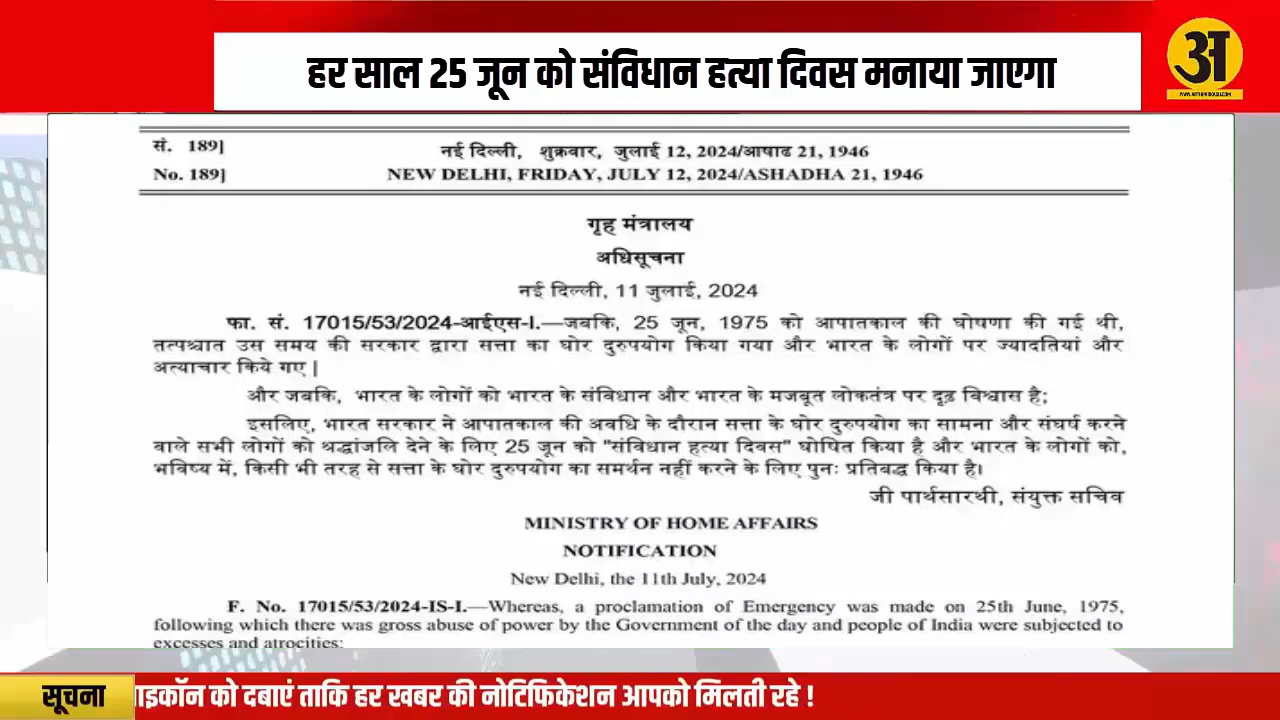 हर साल 25 जून को संविधान हत्या दिवस मनाया जाएगा
अ
सं. 189]
नई दिल्ली, शुक्रवार, जुलाई 12, 2024/आषाढ 21, 1946
No. 189]
NEW DELHI, FRIDAY, JULY 12, 2024/ASHADHA 21, 1946
गृह मंत्रालय
अधिसूचना
नई दिल्ली, 11 जुलाई, 2024
फा. सं. 17015/53/2024-आईएस-I.—जबकि, 25 जून, 1975 को आपातकाल की घोषणा की गई थी,
तत्पश्चात उस समय की सरकार द्वारा सत्ता का घोर दुरुपयोग किया गया और भारत के लोगों पर ज्यादतियां और
अत्याचार किये गए |
और जबकि, भारत के लोगों को भारत के संविधान और भारत के मजबूत लोकतंत्र पर दृढ़ विश्वास है;
इसलिए, भारत सरकार ने आपातकाल की अवधि के दौरान सत्ता के घोर दुरुपयोग का सामना और संघर्ष करने
वाले सभी लोगों को श्रद्धांजलि देने के लिए 25 जून को "संविधान हत्या दिवस" घोषित किया है और भारत के लोगों को,
भविष्य में, किसी भी तरह से सत्ता के घोर दुरुपयोग का समर्थन नहीं करने के लिए पुनः प्रतिबद्ध किया है।
जी पार्थसारथी, संयुक्त सचिव
MINISTRY OF HOME AFFAIRS
NOTIFICATION
New Delhi, the 11th July, 2024
F. No. 17015/53/2024-IS-I.—Whereas, a proclamation of Emergency was made on 25th June, 1975,
following which there was gross abuse of power by the Government of the day and people of India were subjected to
excesses and atrocities;
सूचना
ाइकॉन को दबाएं ताकि हर खबर की नोटिफिकेशन आपको मिलती रहे !